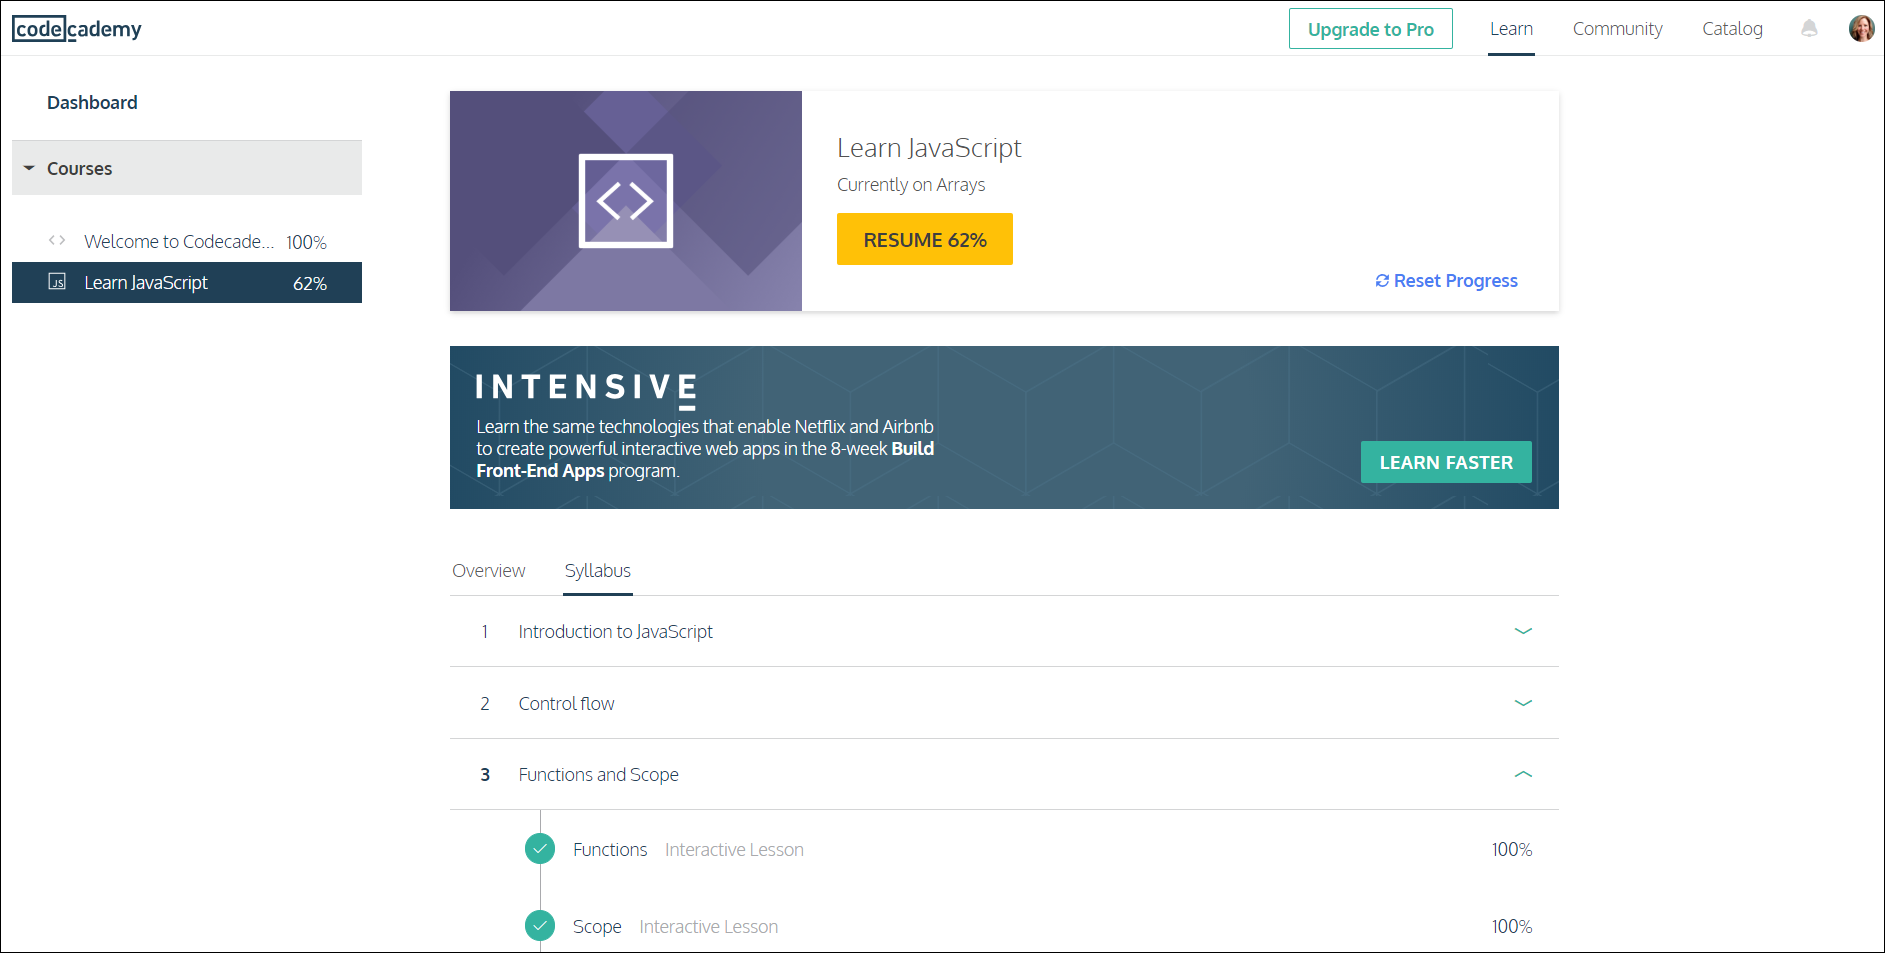 codecademy
Upgrade to Pro
Learn
Community
Catalog
Dashboard
Courses
Welcome to Codecade... 100%
JS Learn JavaScript 62%
Learn JavaScript
Currently on Arrays
RESUME 62%
Reset Progress
INTENSIVE
Learn the same technologies that enable Netflix and Airbnb
to create powerful interactive web apps in the 8-week Build
Front-End Apps program.
LEARN FASTER
Overview
Syllabus
1 Introduction to JavaScript
2 Control flow
3 Functions and Scope
Functions Interactive Lesson 100%
Scope Interactive Lesson 100%